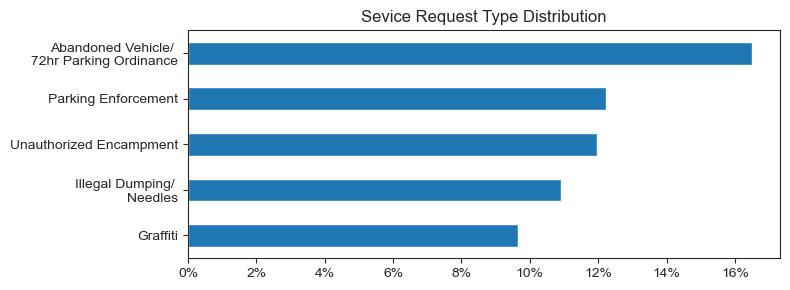 Sevice Request Type Distribution
Abandoned Vehicle/
72hr Parking Ordinance
Parking Enforcement
Unauthorized Encampment
Illegal Dumping/
Needles
Graffiti
0% 2% 4% 6% 8% 10% 12% 14% 16%